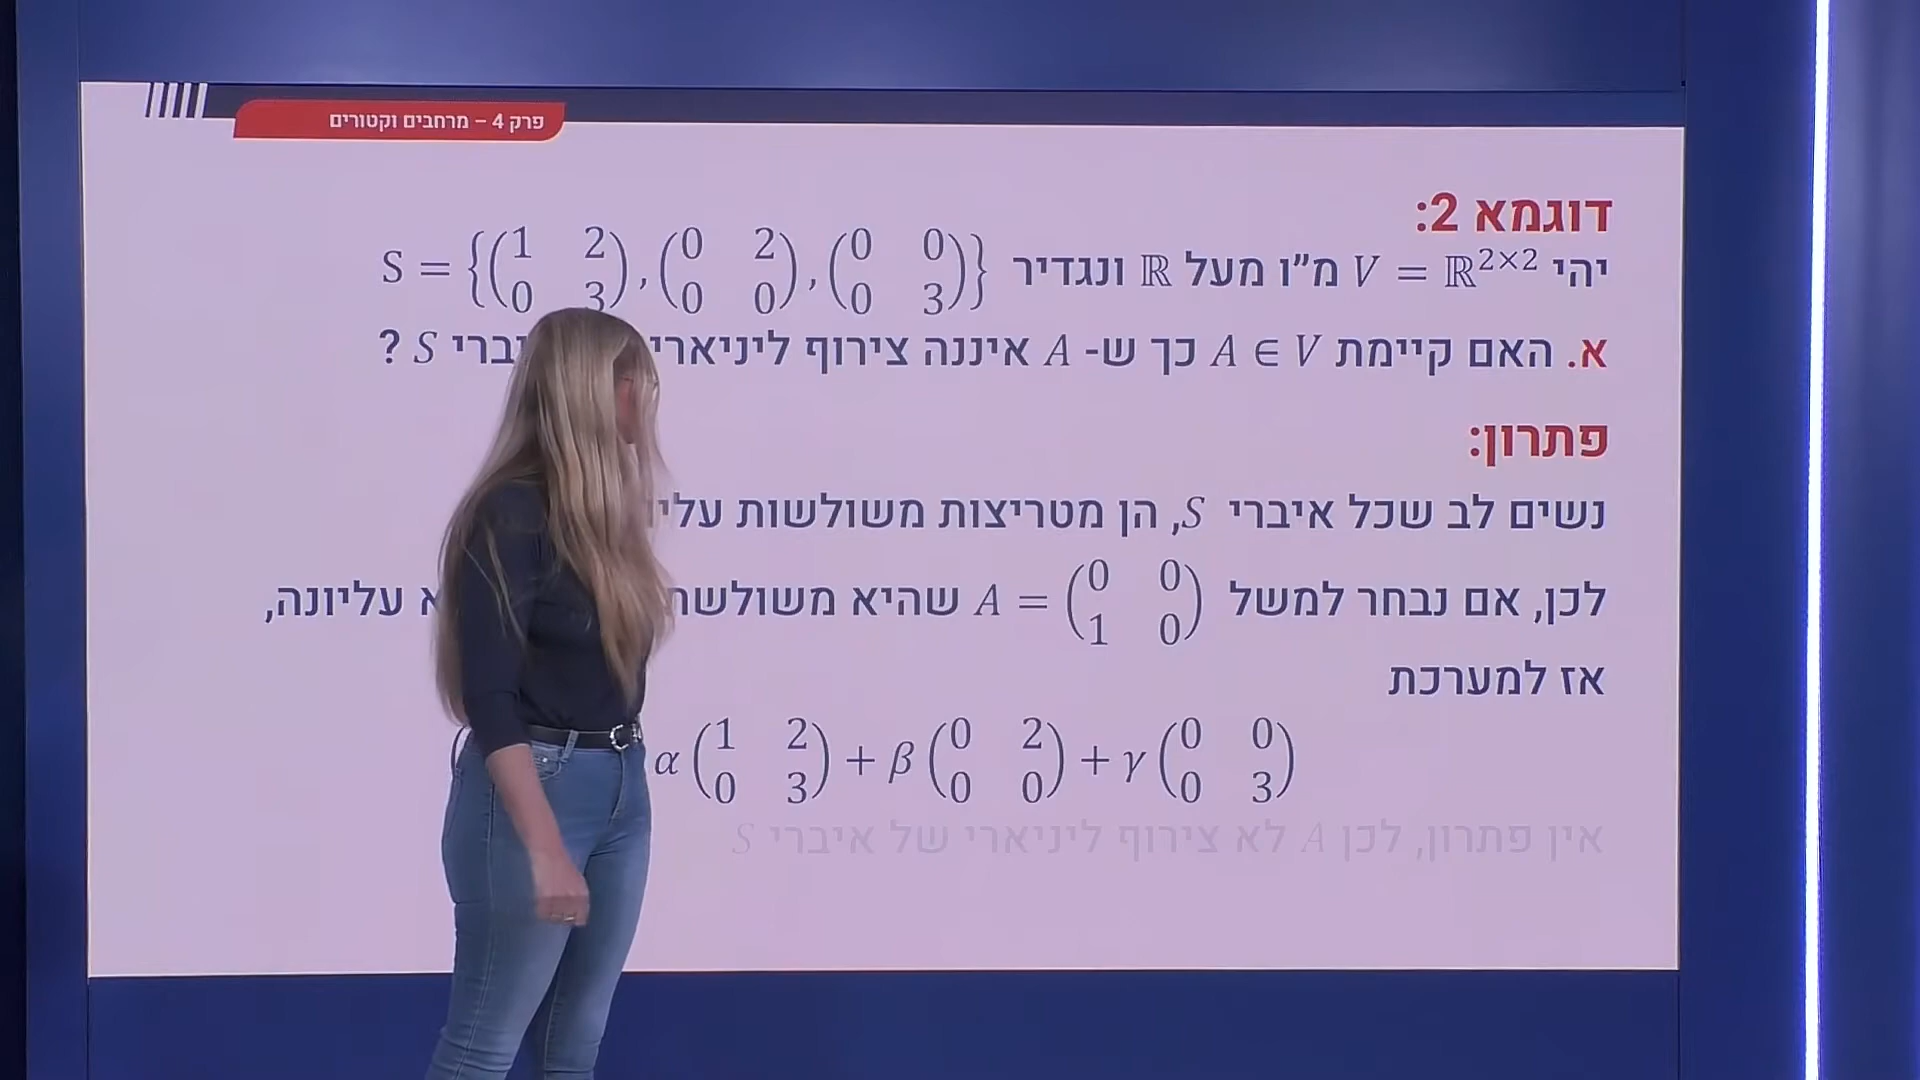 פרק 4 – מרחבים וקטורים
דוגמא 2:
יהי V = ℝ^{2×2} מ"ו מעל ℝ ונגדיר S = {(1 2; 0 3), (0 2; 0 0), (0 0; 0 3)}
א. האם קיימת A ∈ V כך ש- A איננה צירוף S ?
פתרון:
נשים לב שכל איברי S, הן מטריצות משולשות
לכן, אם נבחר למשל A = (0 0; 1 0) שהיא עליונה,
אז למערכת
α(1 2; 0 3) + β(0 2; 0 0) + γ(0 0; 0 3)
אין פתרון, לכן A לא צירוף ליניארי של איברי S